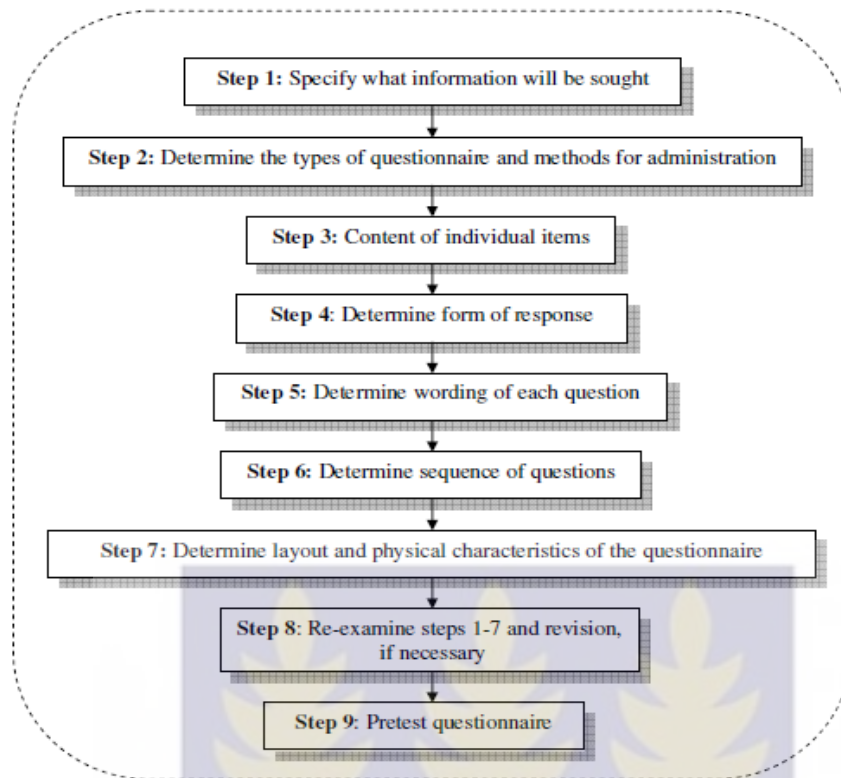 Step 1: Specify what information will be sought
Step 2: Determine the types of questionnaire and methods for administration
Step 3: Content of individual items
Step 4: Determine form of response
Step 5: Determine wording of each question
Step 6: Determine sequence of questions
Step 7: Determine layout and physical characteristics of the questionnaire
Step 8: Re-examine steps 1-7 and revision,
if necessary
Step 9: Pretest questionnaire